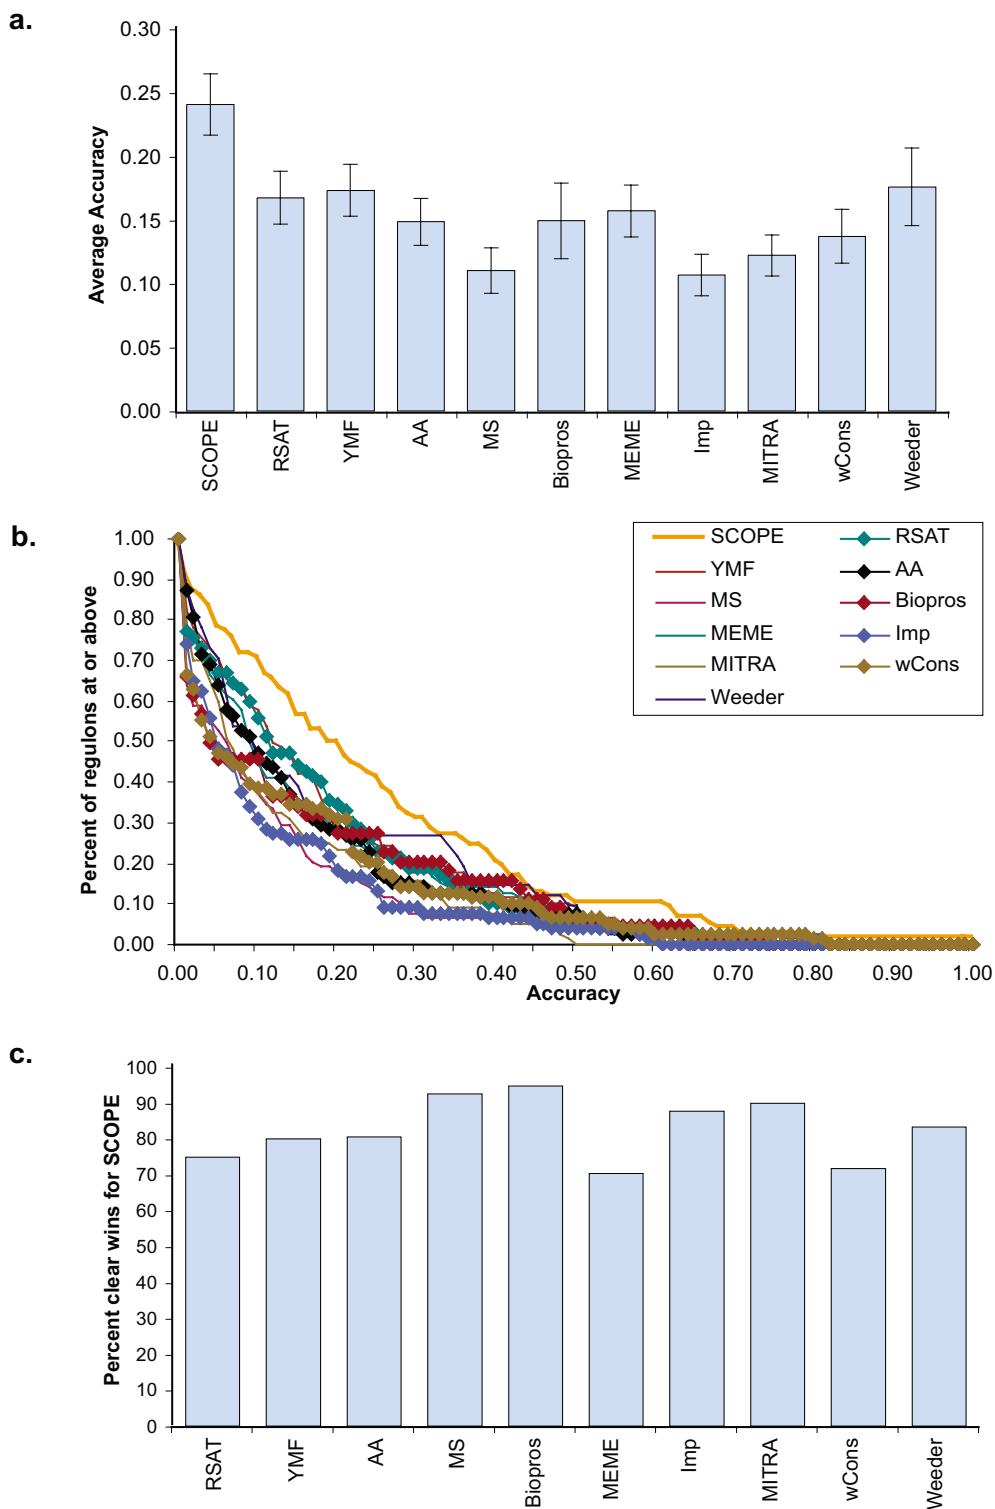 a.
0.30
0.25
0.20
0.15
0.10
0.05
0.00
Average Accuracy
SCOPE
RSAT
YMF
AA
MS
Biopros
MEME
Imp
MITRA
wCons
Weeder
b.
1.00
0.90
0.80
0.70
0.60
0.50
0.40
0.30
0.20
0.10
0.00
Percent of regulons at or above
SCOPE
RSAT
YMF
AA
MS
Biopros
MEME
Imp
MITRA
wCons
Weeder
0.00 0.10 0.20 0.30 0.40 0.50 0.60 0.70 0.80 0.90 1.00
Accuracy
c.
100
90
80
70
60
50
40
30
20
10
0
Percent clear wins for SCOPE
RSAT
YMF
AA
MS
Biopros
MEME
Imp
MITRA
wCons
Weeder